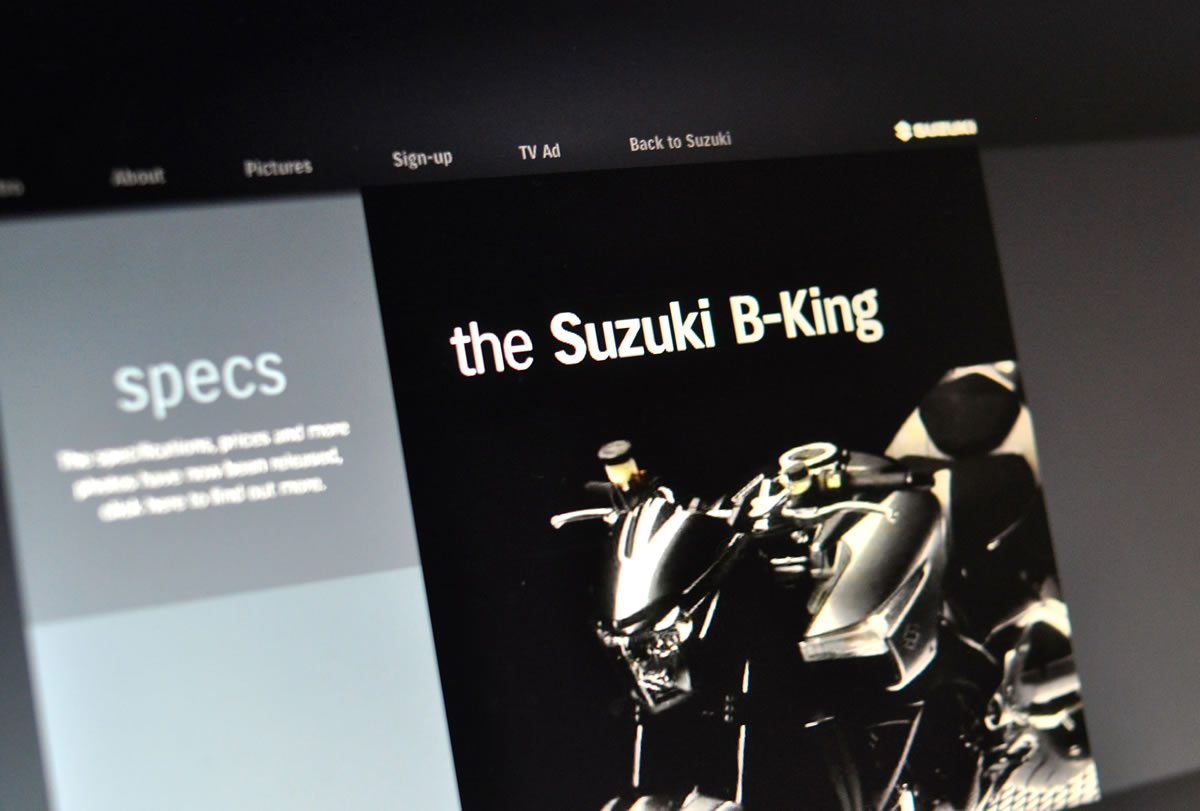 About
Pictures
Sign-up
TV Ad
Back to Suzuki
SUZUKI
specs
The specifications, prices and more
photos have now been released,
click here to find out more.
the Suzuki B-King